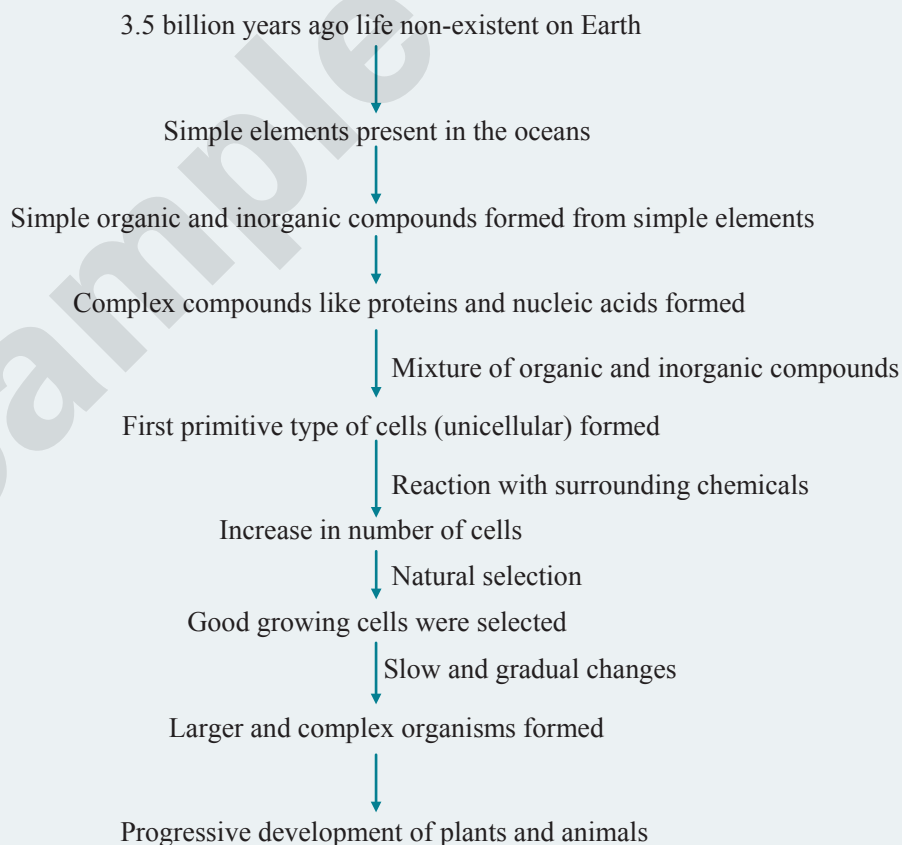 3.5 billion years ago life non-existent on Earth
Simple elements present in the oceans
Simple organic and inorganic compounds formed from simple elements
Complex compounds like proteins and nucleic acids formed
Mixture of organic and inorganic compounds
First primitive type of cells (unicellular) formed
Reaction with surrounding chemicals
Increase in number of cells
Natural selection
Good growing cells were selected
Slow and gradual changes
Larger and complex organisms formed
Progressive development of plants and animals
ample